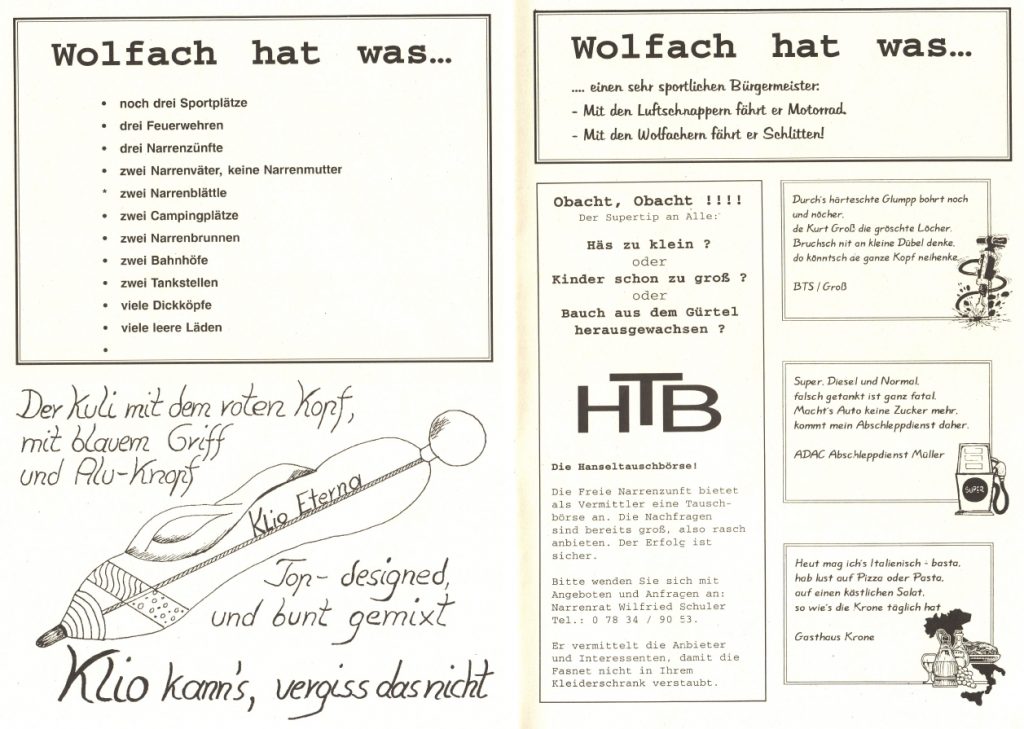 Wolfach hat was...
• noch drei Sportplätze
• drei Feuerwehren
• drei Narrenzünfte
• zwei Narrenväter, keine Narrenmutter
* zwei Narrenblättle
• zwei Campingplätze
• zwei Narrenbrunnen
• zwei Bahnhöfe
• zwei Tankstellen
• viele Dickköpfe
• viele leere Läden
•
Der Kuli mit dem roten Kopf,
mit blauem Griff
und Alu-Knopf
Klio Eterna
Top- designed,
und bunt gemixt
Klio kann's, vergiss das nicht
Wolfach hat was...
.... einen sehr sportlichen Bürgermeister:
- Mit den Luftschnappern fährt er Motorrad.
- Mit den Wolfachern fährt er Schlitten!
Obacht, Obacht !!!!
Der Supertip an Alle:
Häs zu klein ?
oder
Kinder schon zu groß ?
oder
Bauch aus dem Gürtel
herausgewachsen ?
HTB
Die Hanseltauschbörse!
Die Freie Narrenzunft bietet
als Vermittler eine Tausch-
börse an. Die Nachfragen
sind bereits groß, also rasch
anbieten. Der Erfolg ist
sicher.
Bitte wenden Sie sich mit
Angeboten und Anfragen an:
Narrenrat Wilfried Schuler
Tel.: 0 78 34 / 90 53.
Er vermittelt die Anbieter
und Interessenten, damit die
Fasnet nicht in Ihrem
Kleiderschrank verstaubt.
Durch's härteschte Glumpp bohrt noch
und nöcher,
de Kurt Groß die gröschte Löcher.
Bruchsch nit an kleine Dübel denke,
do könntsch de ganze Kopf neihenke.
BTS / Groß
Super, Diesel und Normal,
falsch getankt ist ganz fatal.
Macht's Auto keine Zucker mehr,
kommt mein Abschleppdienst daher.
ADAC Abschleppdienst Müller
SUPER
Heut mag ich's Italienisch - basta,
hab lust auf Pizza oder Pasta,
auf einen köstlichen Salat,
so wie's die Krone täglich hat
Gasthaus Krone